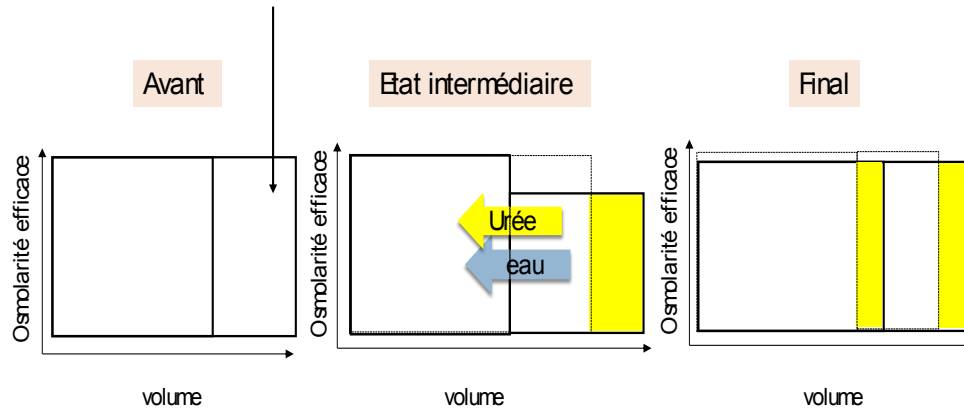 Avant
Etat intermédiaire
Final
Osmolarité efficace
Osmolarité efficace
Urée
eau
Osmolarité efficace
volume
volume
volume